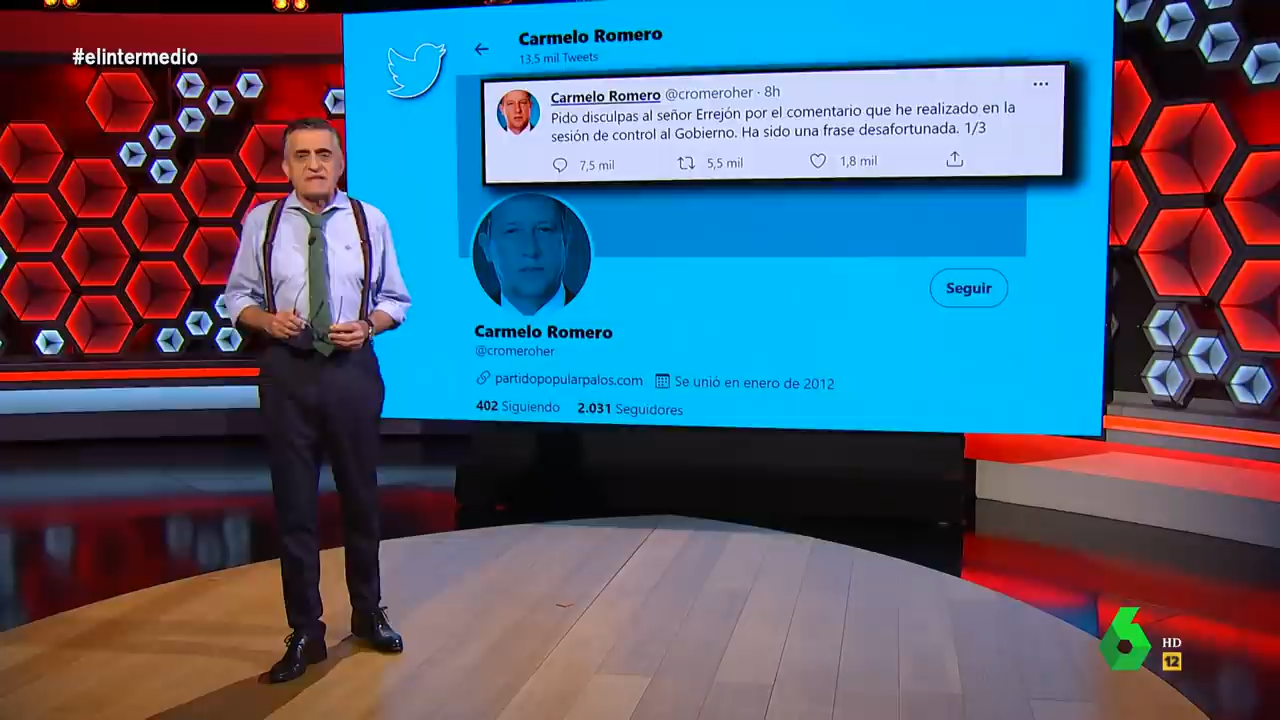 #elintermedio
Carmelo Romero
13.5 mil Tweets
Carmelo Romero @cromeroher · 8h
Pido disculpas al señor Errejón por el comentario que he realizado en la
sesión de control al Gobierno. Ha sido una frase desafortunada. 1/3
7,5 mil 5,5 mil 1,8 mil
Seguir
Carmelo Romero
@cromeroher
partidopopularpalos.com Se unió en enero de 2012
402 Siguiendo 2.031 Seguidores
6
HD
12